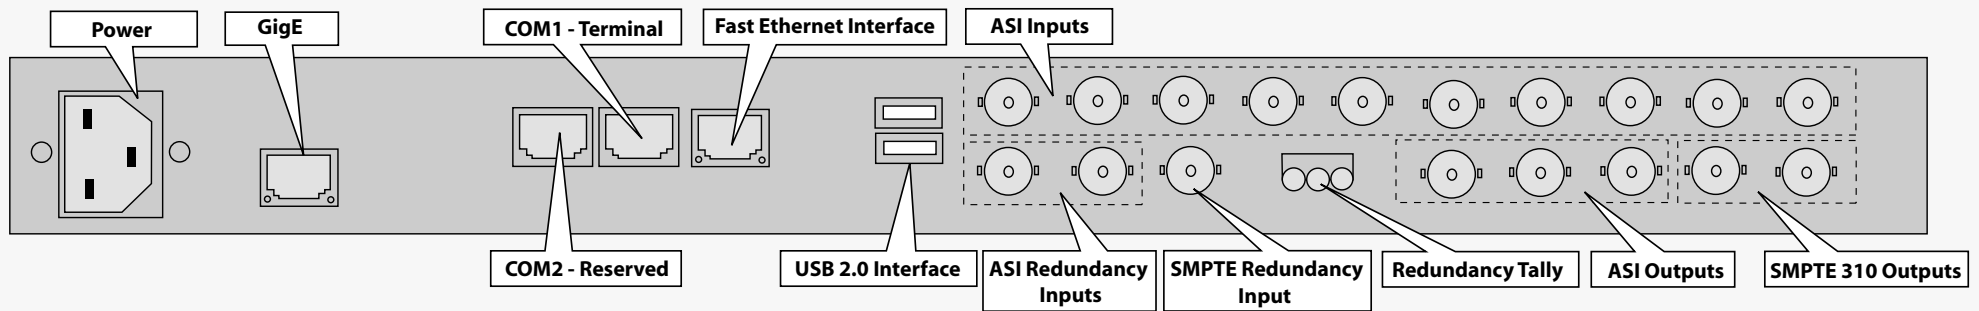 Power
GigE
COM1 - Terminal
Fast Ethernet Interface
ASI Inputs
COM2 - Reserved
USB 2.0 Interface
ASI Redundancy
Inputs
SMPTE Redundancy
Input
Redundancy Tally
ASI Outputs
SMPTE 310 Outputs